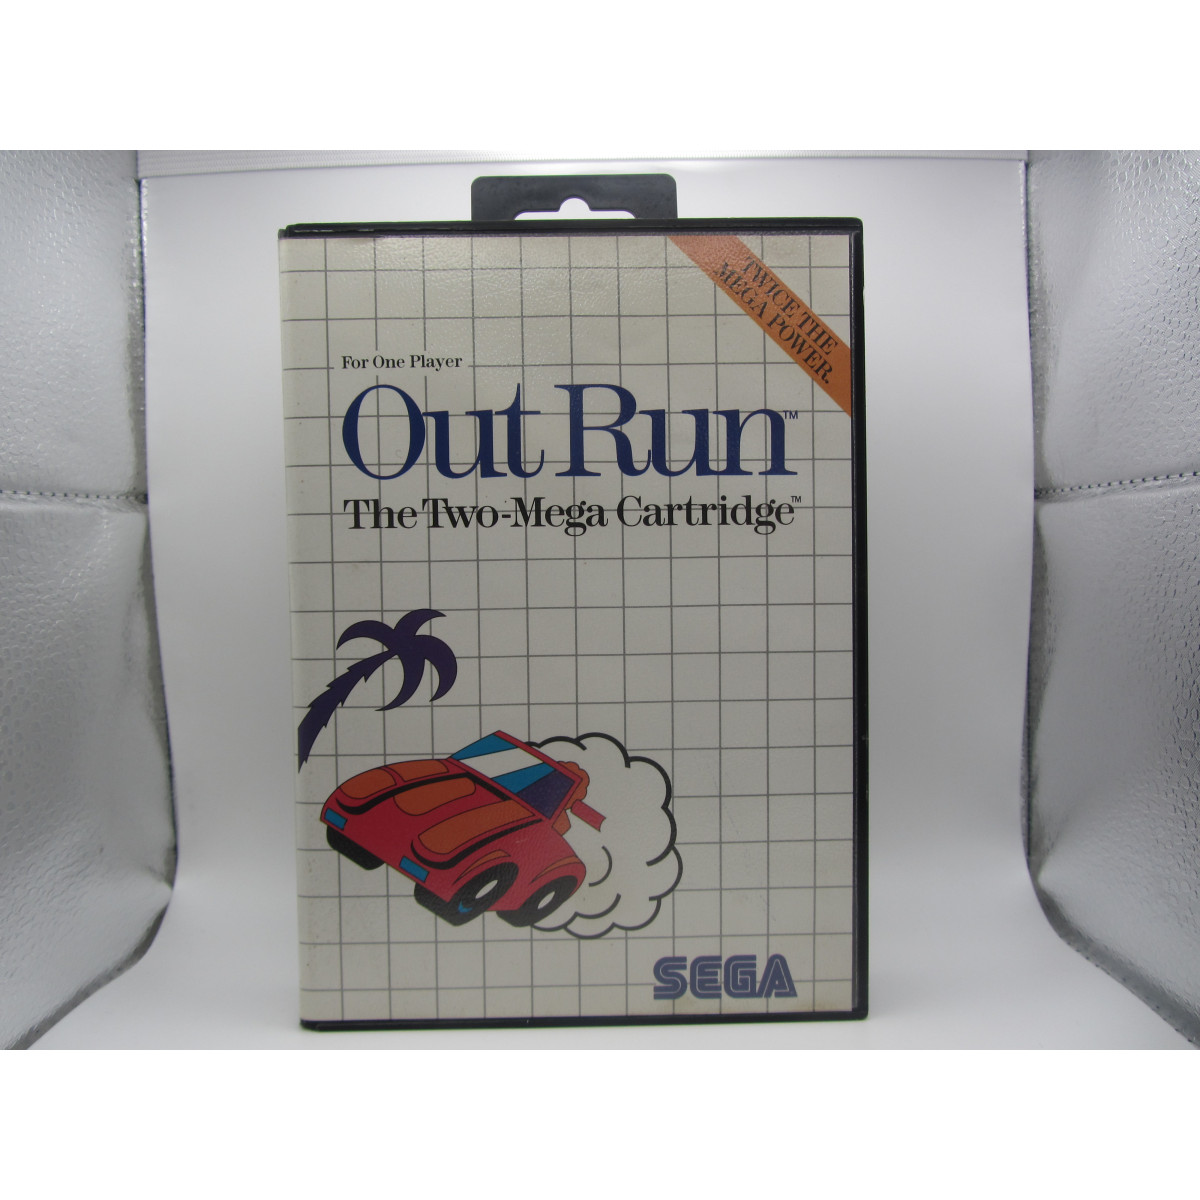 TWICE THE
MEGA POWER.
For One Player
Out Run™
The Two-Mega Cartridge™
SEGA